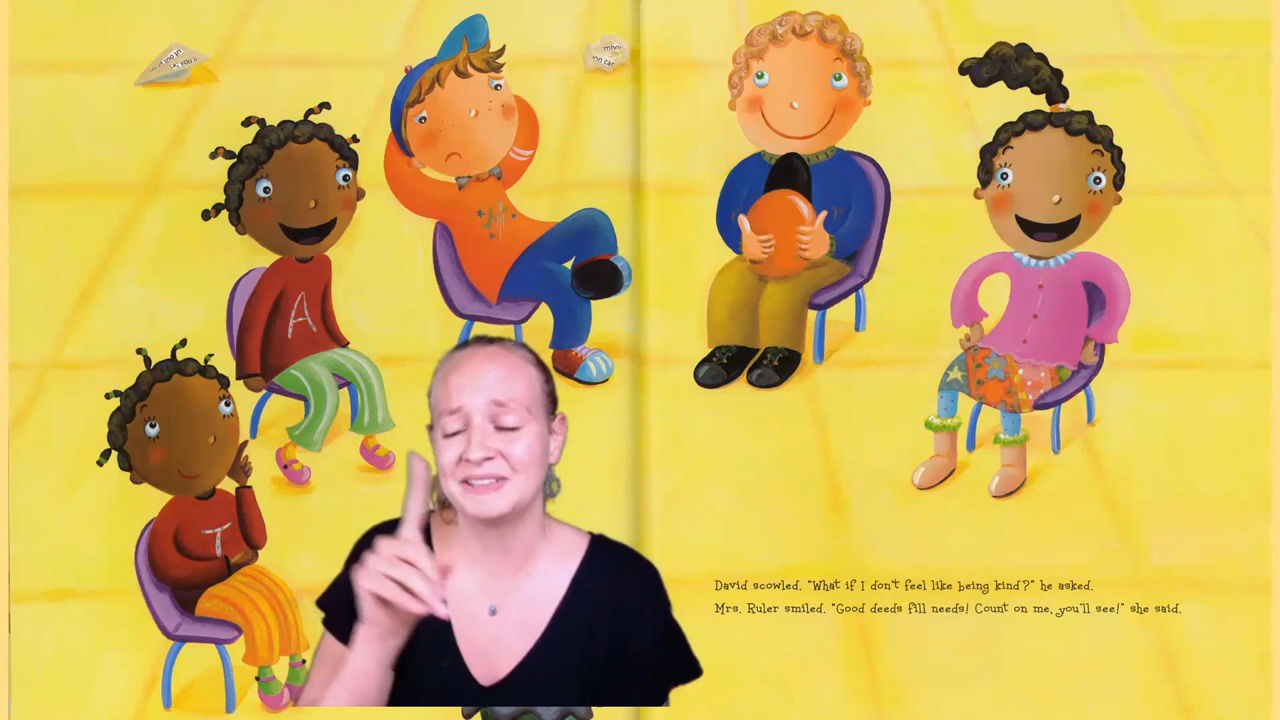 A
T
David scowled. "What if I don't feel like being kind?" he asked.
Mrs. Ruler smiled. "Good deeds fill needs! Count on me, you'll see!" she said.